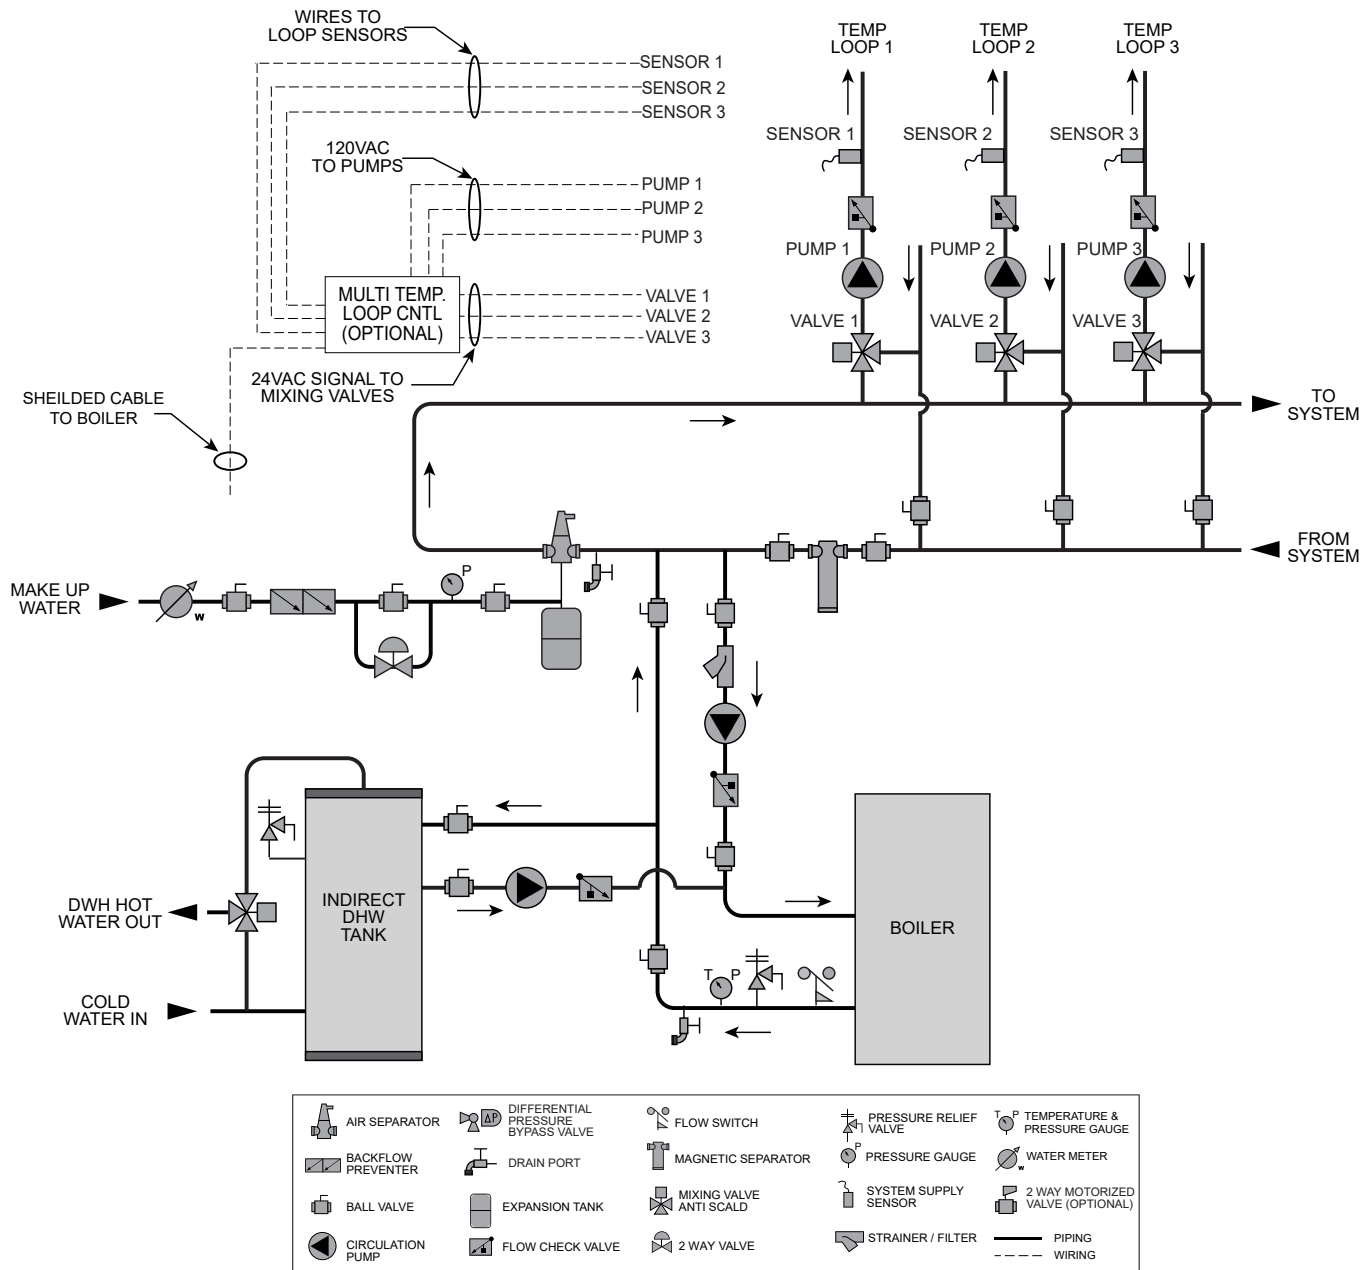 WIRES TO
LOOP SENSORS
SENSOR 1
SENSOR 2
SENSOR 3
120VAC
TO PUMPS
PUMP 1
PUMP 2
PUMP 3
MULTI TEMP.
LOOP CNTL
(OPTIONAL)
VALVE 1
VALVE 2
VALVE 3
24VAC SIGNAL TO
MIXING VALVES
SHEILDED CABLE
TO BOILER
TEMP
LOOP 1
TEMP
LOOP 2
TEMP
LOOP 3
SENSOR 1
SENSOR 2
SENSOR 3
PUMP 1
PUMP 2
PUMP 3
VALVE 1
VALVE 2
VALVE 3
TO
SYSTEM
FROM
SYSTEM
MAKE UP
WATER
W
P
INDIRECT
DHW
TANK
DWH HOT
WATER OUT
COLD
WATER IN
T P
BOILER
AIR SEPARATOR
BACKFLOW
PREVENTER
BALL VALVE
CIRCULATION
PUMP
ΔP
DIFFERENTIAL
PRESSURE
BYPASS VALVE
DRAIN PORT
EXPANSION TANK
FLOW CHECK VALVE
FLOW SWITCH
MAGNETIC SEPARATOR
MIXING VALVE
ANTI SCALD
2 WAY VALVE
PRESSURE RELIEF
VALVE
P
PRESSURE GAUGE
SYSTEM SUPPLY
SENSOR
STRAINER / FILTER
T P
TEMPERATURE &
PRESSURE GAUGE
W
WATER METER
2 WAY MOTORIZED
VALVE (OPTIONAL)
PIPING
WIRING